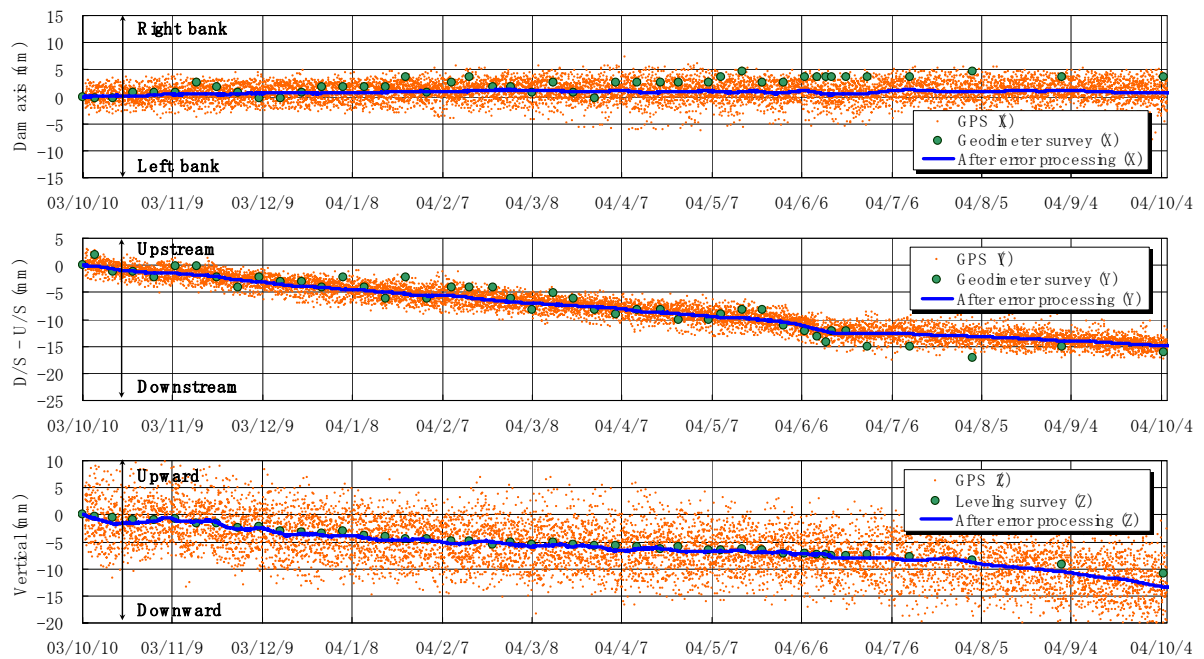 15
10
5
0
−5
−10
−15
Dam axis (mm)
Right bank
Left bank
GPS (X)
Geodimeter survey (X)
After error processing (X)
03/10/10 03/11/9 03/12/9 04/1/8 04/2/7 04/3/8 04/4/7 04/5/7 04/6/6 04/7/6 04/8/5 04/9/4 04/10/4
5
0
−5
−10
−15
−20
−25
D/S − U/S (mm)
Upstream
Downstream
GPS (Y)
Geodimeter survey (Y)
After error processing (Y)
03/10/10 03/11/9 03/12/9 04/1/8 04/2/7 04/3/8 04/4/7 04/5/7 04/6/6 04/7/6 04/8/5 04/9/4 04/10/4
10
5
0
−5
−10
−15
−20
Vertical (mm)
Upward
Downward
GPS (Z)
Leveling survey (Z)
After error processing (Z)
03/10/10 03/11/9 03/12/9 04/1/8 04/2/7 04/3/8 04/4/7 04/5/7 04/6/6 04/7/6 04/8/5 04/9/4 04/10/4